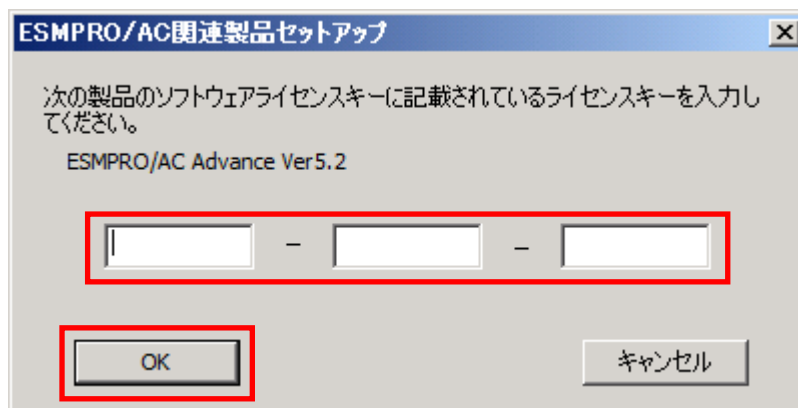 ESMPRO/AC関連製品セットアップ
次の製品のソフトウェアライセンスキーに記載されているライセンスキーを入力し
てください。
ESMPRO/AC Advance Ver5.2
– –
OK キャンセル